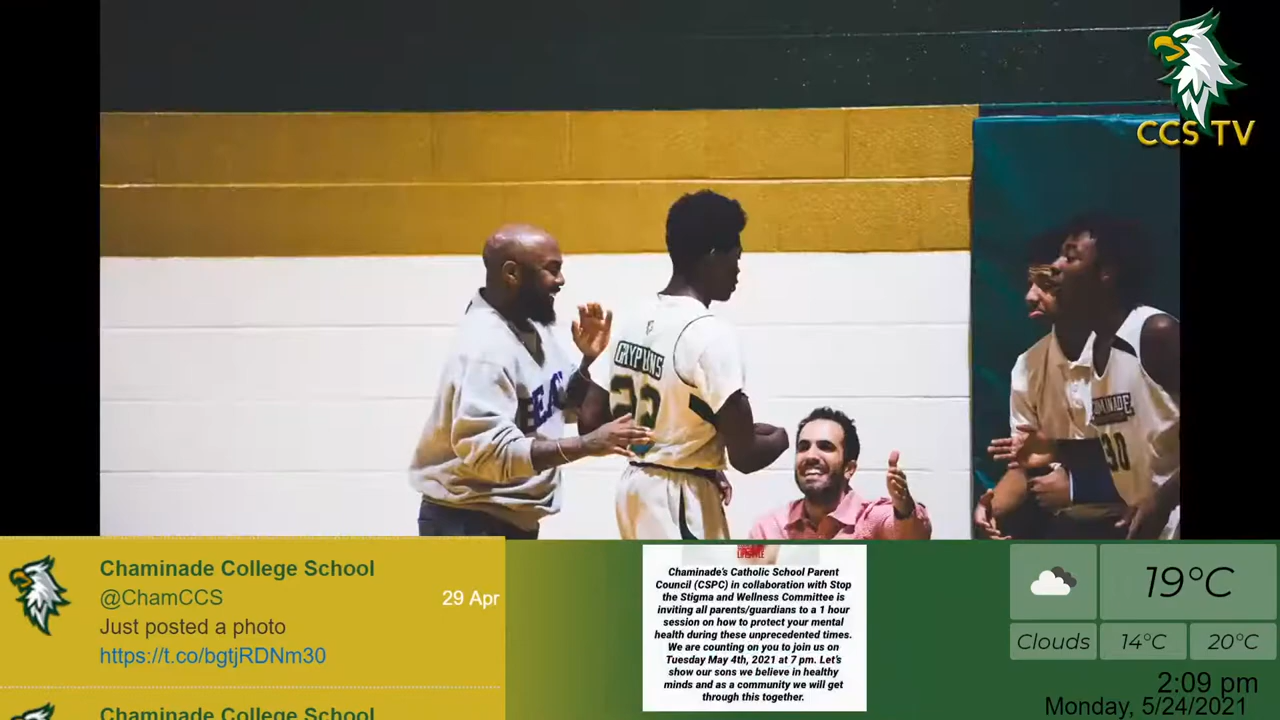 CCS TV
GRYPHNS
22
CHAMINADE
30
Chaminade College School
@ChamCCS
29 Apr
Just posted a photo
https://t.co/bgtjRDNm30
Chaminade College School
LIFESTYLE
Chaminade's Catholic School Parent
Council (CSPC) in collaboration with Stop
the Stigma and Wellness Committee is
inviting all parents/guardians to a 1 hour
session on how to protect your mental
health during these unprecedented times.
We are counting on you to join us on
Tuesday May 4th, 2021 at 7 pm. Let's
show our sons we believe in healthy
minds and as a community we will get
through this together.
19°C
Clouds
14°C
20°C
2:09 pm
Monday, 5/24/2021